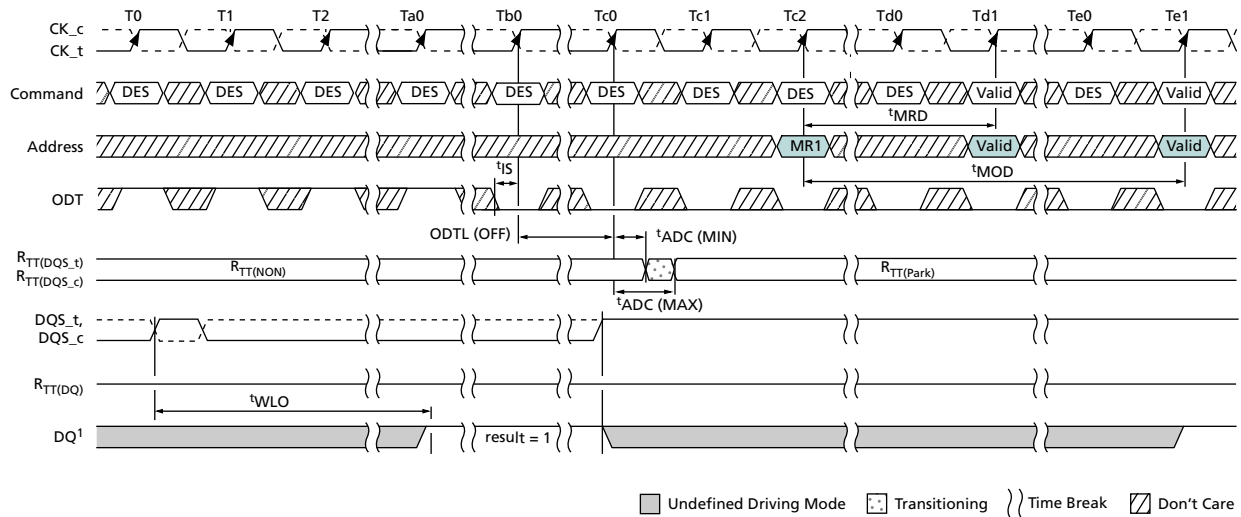 T0 T1 T2 Ta0 Tb0 Tc0 Tc1 Tc2 Td0 Td1 Te0 Te1
CK_c
CK_t
Command DES DES DES DES DES DES DES DES DES Valid DES Valid
tMRD
Address MR1 Valid Valid
tIS tMOD
ODT
ODTL (OFF) tADC (MIN)
RTT(DQS_t)
RTT(DQS_c)
RTT(NON) RTT(Park)
tADC (MAX)
DQS_t,
DQS_c
RTT(DQ)
tWLO
DQ1 result = 1
Undefined Driving Mode Transitioning Time Break Don't Care